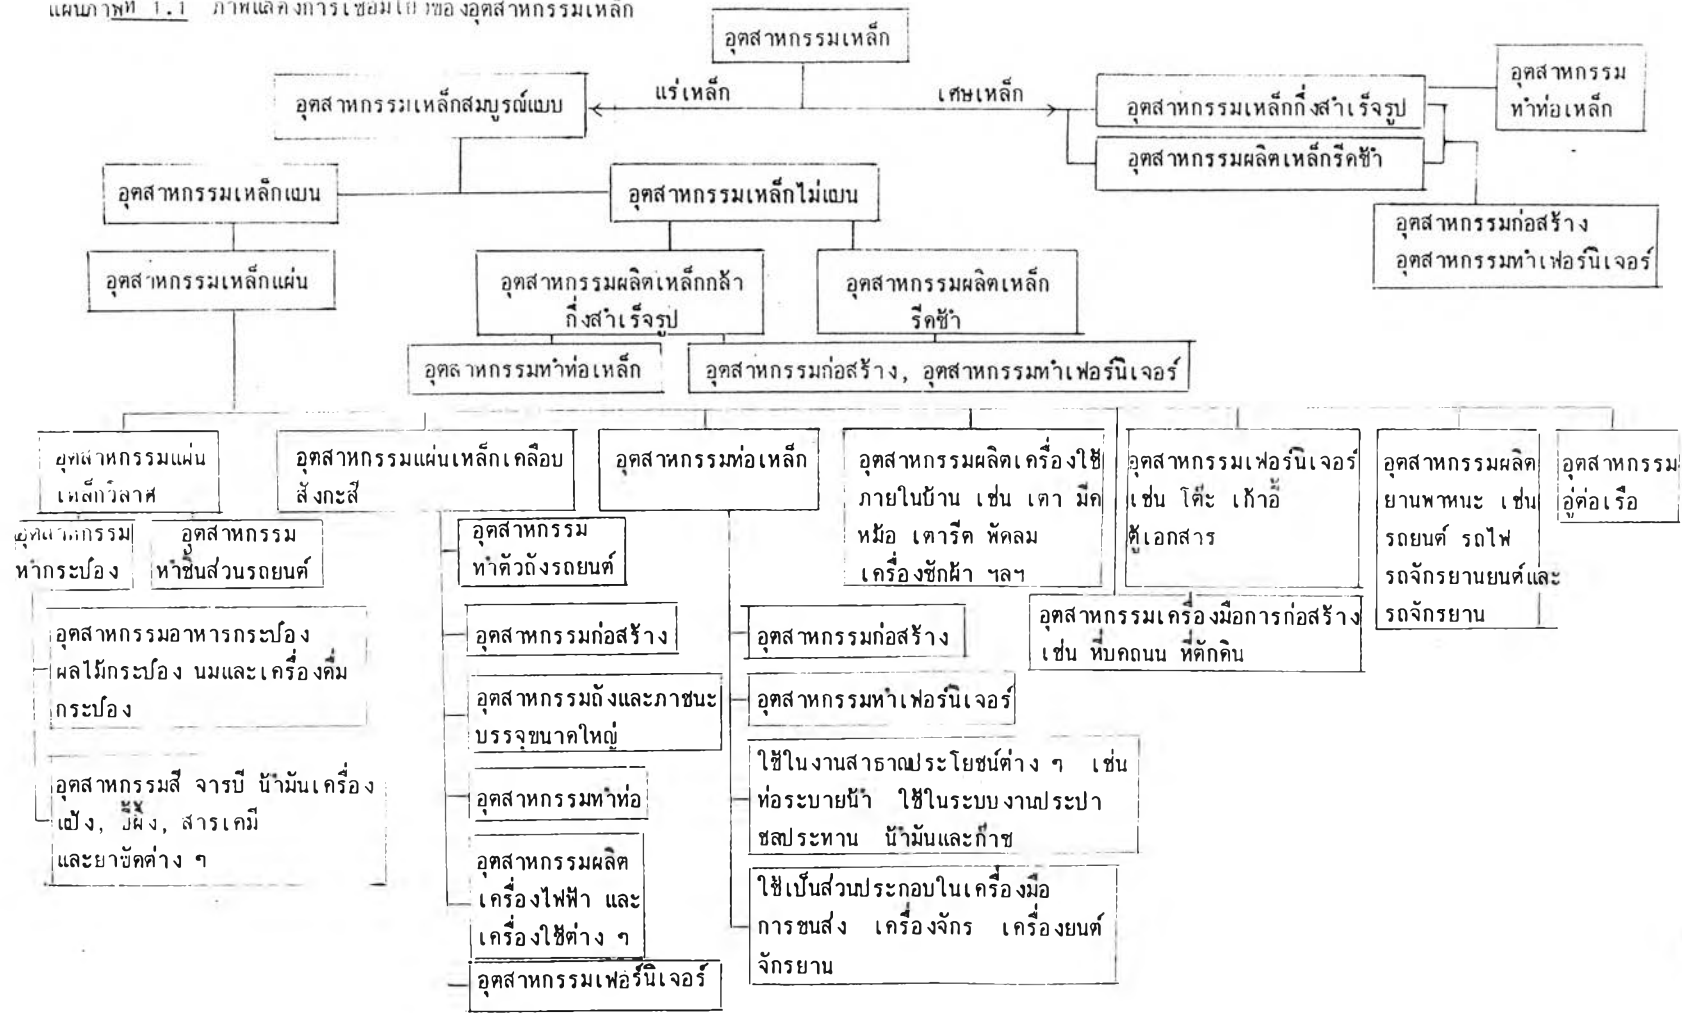 แผนภาพที่ 1.1 ภาพแสดงการเชื่อมโยงของอุตสาหกรรมเหล็ก
อุตสาหกรรมเหล็ก
แร่เหล็ก
เศษเหล็ก
อุตสาหกรรมเหล็กสมบูรณ์แบบ
อุตสาหกรรมเหล็กกึ่งสำเร็จรูป
อุตสาหกรรม
ทำท่อเหล็ก
อุตสาหกรรมผลิตเหล็กรีดซ้ำ
อุตสาหกรรมเหล็กแบน
อุตสาหกรรมเหล็กไม่แบน
อุตสาหกรรมก่อสร้าง
อุตสาหกรรมทำเฟอร์นิเจอร์
อุตสาหกรรมเหล็กแผ่น
อุตสาหกรรมผลิตเหล็กกล้า
กึ่งสำเร็จรูป
อุตสาหกรรมผลิตเหล็ก
รีดซ้ำ
อุตสาหกรรมทำท่อเหล็ก
อุตสาหกรรมก่อสร้าง, อุตสาหกรรมทำเฟอร์นิเจอร์
อุตสาหกรรมแผ่น
เหล็กวิลาศ
อุตสาหกรรมแผ่นเหล็กเคลือบ
สังกะสี
อุตสาหกรรมท่อเหล็ก
อุตสาหกรรมผลิตเครื่องใช้
ภายในบ้าน เช่น เตา มีด
หม้อ เตารีด พัดลม
เครื่องซักผ้า ฯลฯ
อุตสาหกรรมเฟอร์นิเจอร์
เช่น โต๊ะ เก้าอี้
ตู้เอกสาร
อุตสาหกรรมผลิต
ยานพาหนะ เช่น
รถยนต์ รถไฟ
รถจักรยานยนต์และ
รถจักรยาน
อุตสาหกรรม
อู่ต่อเรือ
อุตสาหกรรม
ทำกระป๋อง
อุตสาหกรรม
ทำชิ้นส่วนรถยนต์
อุตสาหกรรม
ทำตัวถังรถยนต์
อุตสาหกรรมเครื่องมือการก่อสร้าง
เช่น ที่บดถนน ที่ตักดิน
อุตสาหกรรมอาหารกระป๋อง
ผลไม้กระป๋อง นมและเครื่องดื่ม
กระป๋อง
อุตสาหกรรมก่อสร้าง
อุตสาหกรรมก่อสร้าง
อุตสาหกรรมถังและภาชนะ
บรรจุขนาดใหญ่
อุตสาหกรรมทำเฟอร์นิเจอร์
อุตสาหกรรมสี จารบี น้ำมันเครื่อง
แป้ง, ขี้ผึ้ง, สารเคมี
และยาขัดต่าง ๆ
อุตสาหกรรมทำท่อ
ใช้ในงานสาธาณประโยชน์ต่าง ๆ เช่น
ท่อระบายน้ำ ใช้ในระบบงานประปา
ชลประทาน น้ำมันและก๊าซ
อุตสาหกรรมผลิต
เครื่องไฟฟ้า และ
เครื่องใช้ต่าง ๆ
ใช้เป็นส่วนประกอบในเครื่องมือ
การขนส่ง เครื่องจักร เครื่องยนต์
จักรยาน
อุตสาหกรรมเฟอร์นิเจอร์